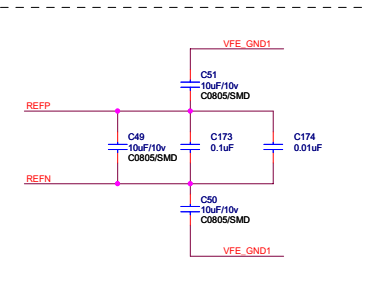 VFE_GND1
C51
10uF/10v
C0805/SMD
REFP
C49
10uF/10v
C0805/SMD
C173
0.1uF
C174
0.01uF
REFN
C50
10uF/10v
C0805/SMD
VFE_GND1